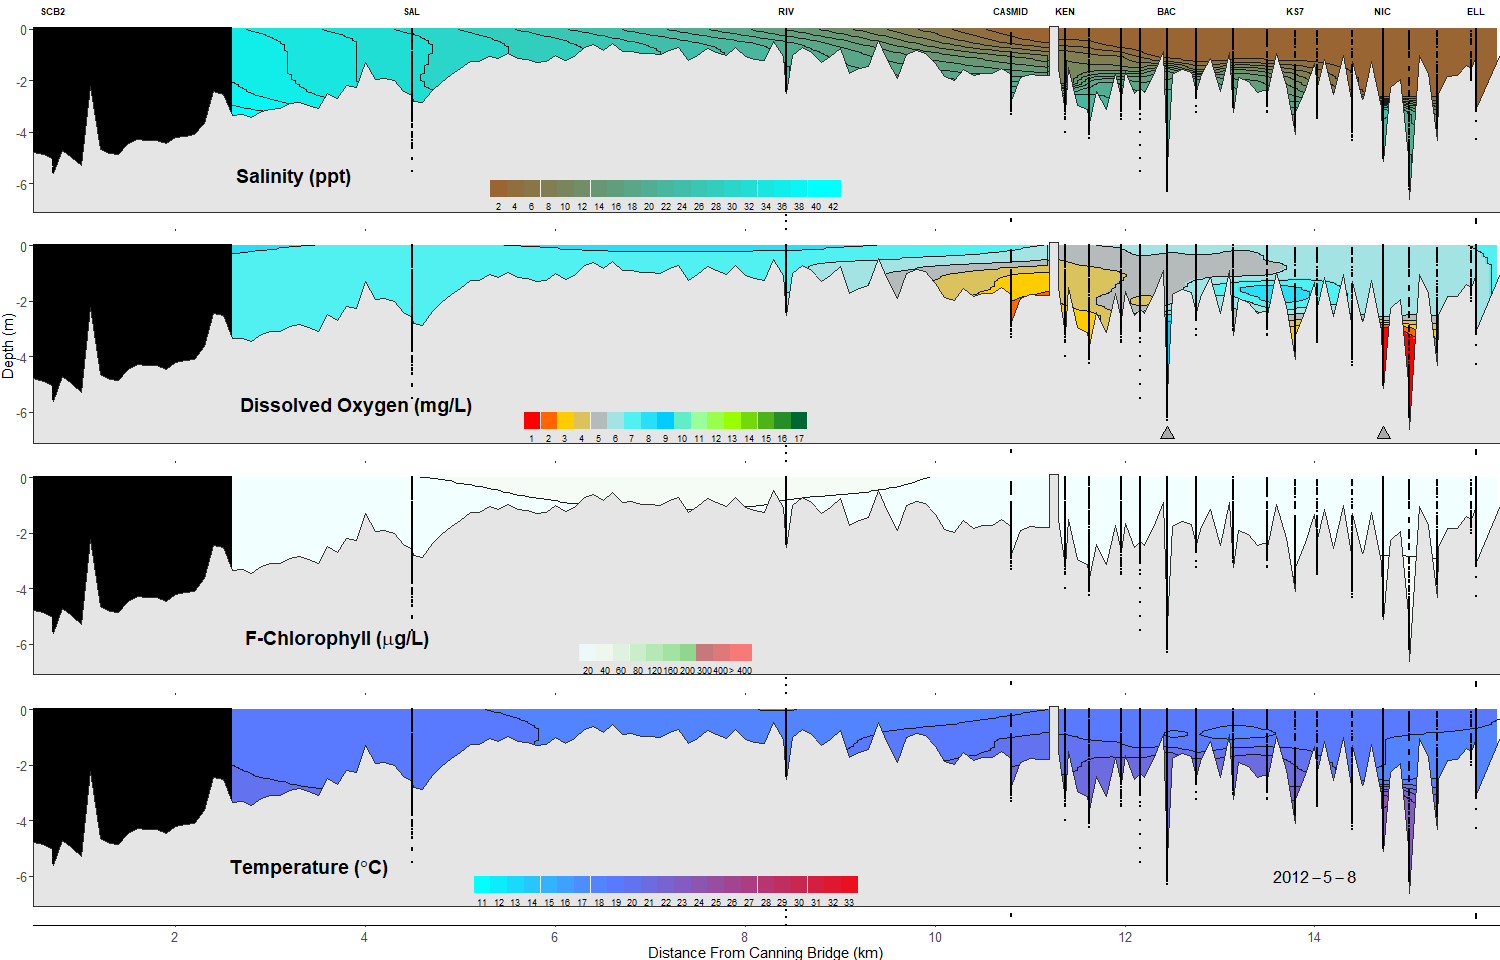 SCB2 SAL RIV CASMID KEN BAC KS7 NIC ELL
0
-2
-4
-6
Salinity (ppt)
2 4 6 8 10 12 14 16 18 20 22 24 26 28 30 32 34 36 38 40 42
0
-2
-4
-6
Depth (m)
Dissolved Oxygen (mg/L)
1 2 3 4 5 6 7 8 9 10 11 12 13 14 15 16 17
0
-2
-4
-6
F-Chlorophyll (μg/L)
20 40 60 80 120 160 200 300 400 > 400
0
-2
-4
-6
Temperature (°C)
2012-5-8
11 12 13 14 15 16 17 18 19 20 21 22 23 24 25 26 27 28 29 30 31 32 33
2 4 6 8 10 12 14
Distance From Canning Bridge (km)